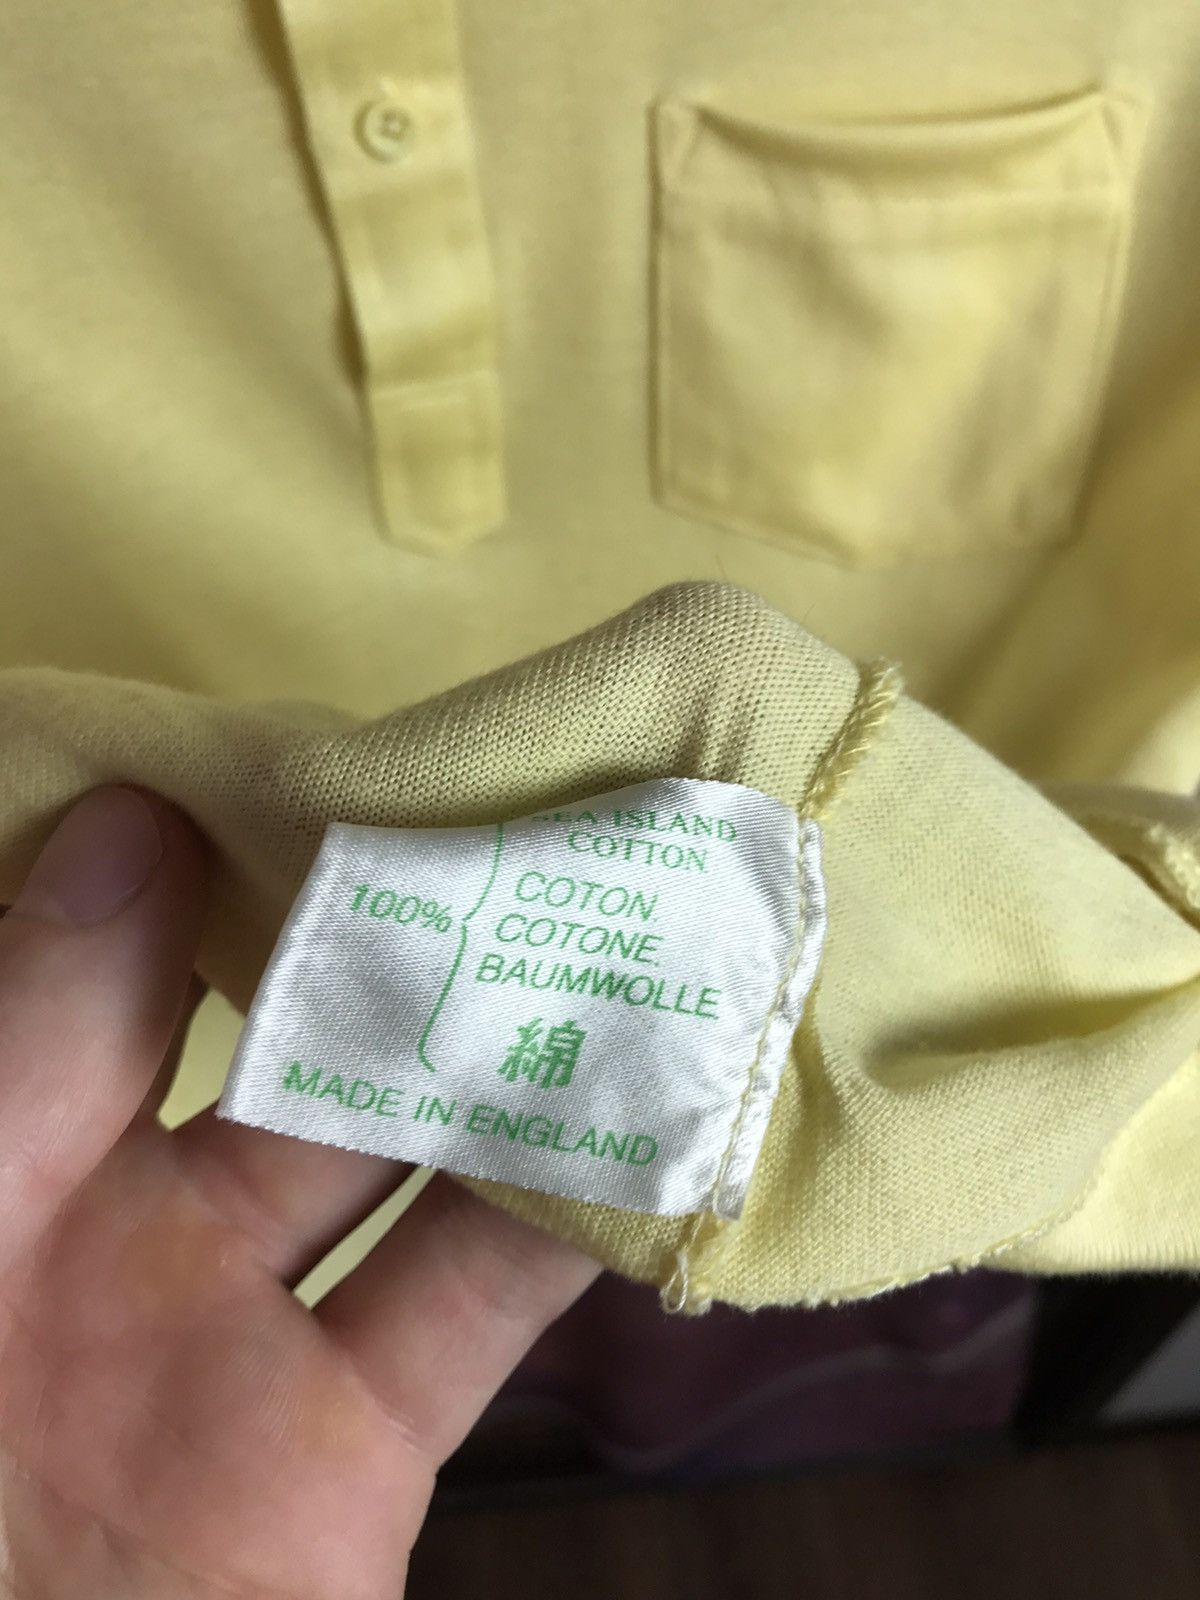 SEA ISLAND
COTTON
100%
COTON.
COTONE.
BAUMWOLLE
綿
MADE IN ENGLAND